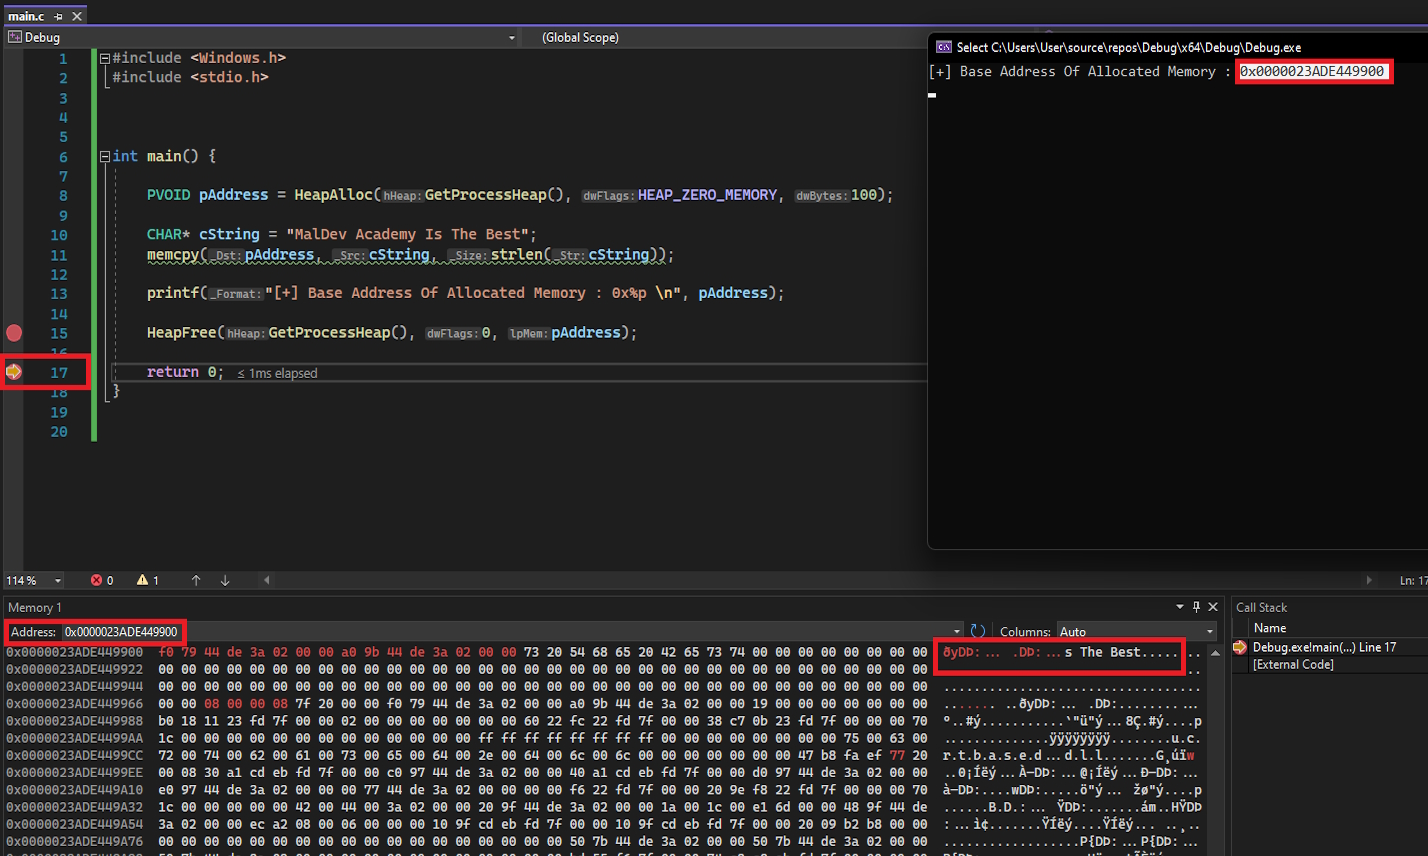 main.c
Debug
(Global Scope)
1 #include <Windows.h>
2 #include <stdio.h>
3
4
5
6 int main() {
7
8 PVOID pAddress = HeapAlloc(hHeap:GetProcessHeap(), dwFlags:HEAP_ZERO_MEMORY, dwBytes:100);
9
10 CHAR* cString = "MalDev Academy Is The Best";
11 memcpy(_Dst:pAddress, _Src:cString, _Size:strlen(_Str:cString));
12
13 printf(_Format:"[+] Base Address Of Allocated Memory : 0x%p \n", pAddress);
14
15 HeapFree(hHeap:GetProcessHeap(), dwFlags:0, lpMem:pAddress);
16
17 return 0; ≤ 1ms elapsed
18 }
19
20
Select C:\Users\User\source\repos\Debug\x64\Debug\Debug.exe
[+] Base Address Of Allocated Memory : 0x0000023ADE449900
114 % 0 1 Ln: 17
Memory 1
Address: 0x0000023ADE449900 Columns: Auto
0x0000023ADE449900 f0 79 44 de 3a 02 00 00 a0 9b 44 de 3a 02 00 00 73 20 54 68 65 20 42 65 73 74 00 00 00 00 00 00 00 00 ðyDÞ:... .DÞ:...s The Best........
0x0000023ADE449922 00 00 00 00 00 00 00 00 00 00 00 00 00 00 00 00 00 00 00 00 00 00 00 00 00 00 00 00 00 00 00 00 00 00
0x0000023ADE449944 00 00 00 00 00 00 00 00 00 00 00 00 00 00 00 00 00 00 00 00 00 00 00 00 00 00 00 00 00 00 00 00 00 00 ..................................
0x0000023ADE449966 00 00 08 00 00 08 7f 20 00 00 f0 79 44 de 3a 02 00 00 a0 9b 44 de 3a 02 00 00 19 00 00 00 00 00 00 00
0x0000023ADE449988 b0 18 11 23 fd 7f 00 00 02 00 00 00 00 00 00 00 60 22 fc 22 fd 7f 00 00 38 c7 0b 23 fd 7f 00 00 00 70
0x0000023ADE4499AA 1c 00 00 00 00 00 00 00 00 00 00 00 00 00 ff ff ff ff ff ff ff ff 00 00 00 00 00 00 00 00 75 00 63 00
0x0000023ADE4499CC 72 00 74 00 62 00 61 00 73 00 65 00 64 00 2e 00 64 00 6c 00 6c 00 00 00 00 00 00 00 47 b8 fa ef 77 20
0x0000023ADE4499EE 00 08 30 a1 cd eb fd 7f 00 00 c0 97 44 de 3a 02 00 00 40 a1 cd eb fd 7f 00 00 d0 97 44 de 3a 02 00 00
0x0000023ADE449A10 e0 97 44 de 3a 02 00 00 00 77 44 de 3a 02 00 00 00 00 f6 22 fd 7f 00 00 20 9e f8 22 fd 7f 00 00 00 70
0x0000023ADE449A32 1c 00 00 00 00 00 42 00 44 00 3a 02 00 00 20 9f 44 de 3a 02 00 00 1a 00 1c 00 e1 6d 00 00 48 9f 44 de
0x0000023ADE449A54 3a 02 00 00 ec a2 08 00 06 00 00 00 10 9f cd eb fd 7f 00 00 10 9f cd eb fd 7f 00 00 20 09 b2 b8 00 00
0x0000023ADE449A76 00 00 00 00 00 00 00 00 00 00 00 00 00 00 00 00 00 00 50 7b 44 de 3a 02 00 00 50 7b 44 de 3a 02 00 00
Call Stack
Name
Debug.exe!main(...) Line 17
[External Code]